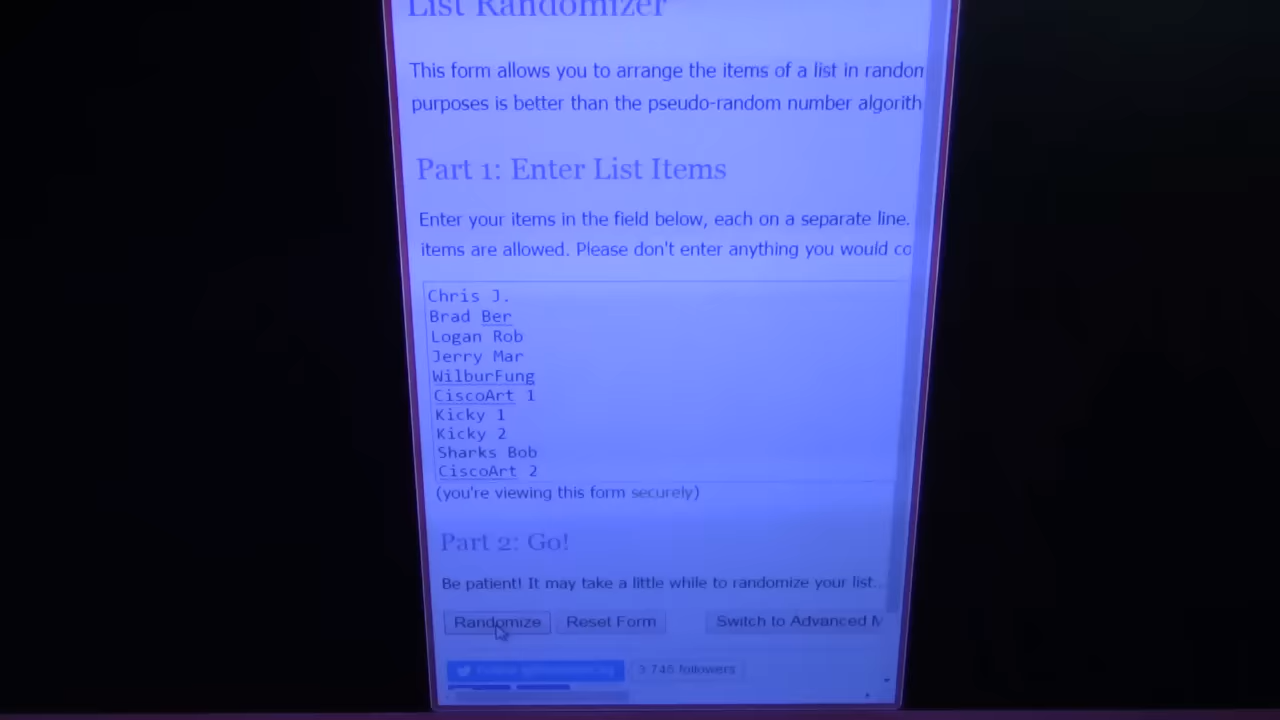 List Randomizer
This form allows you to arrange the items of a list in random
purposes is better than the pseudo-random number algorith
Part 1: Enter List Items
Enter your items in the field below, each on a separate line.
items are allowed. Please don't enter anything you would co
Chris J.
Brad Ber
Logan Rob
Jerry Mar
WilburFung
CiscoArt 1
Kicky 1
Kicky 2
Sharks Bob
CiscoArt 2
(you're viewing this form securely)
Part 2: Go!
Be patient! It may take a little while to randomize your list.
Randomize Reset Form Switch to Advanced M
3 746 followers